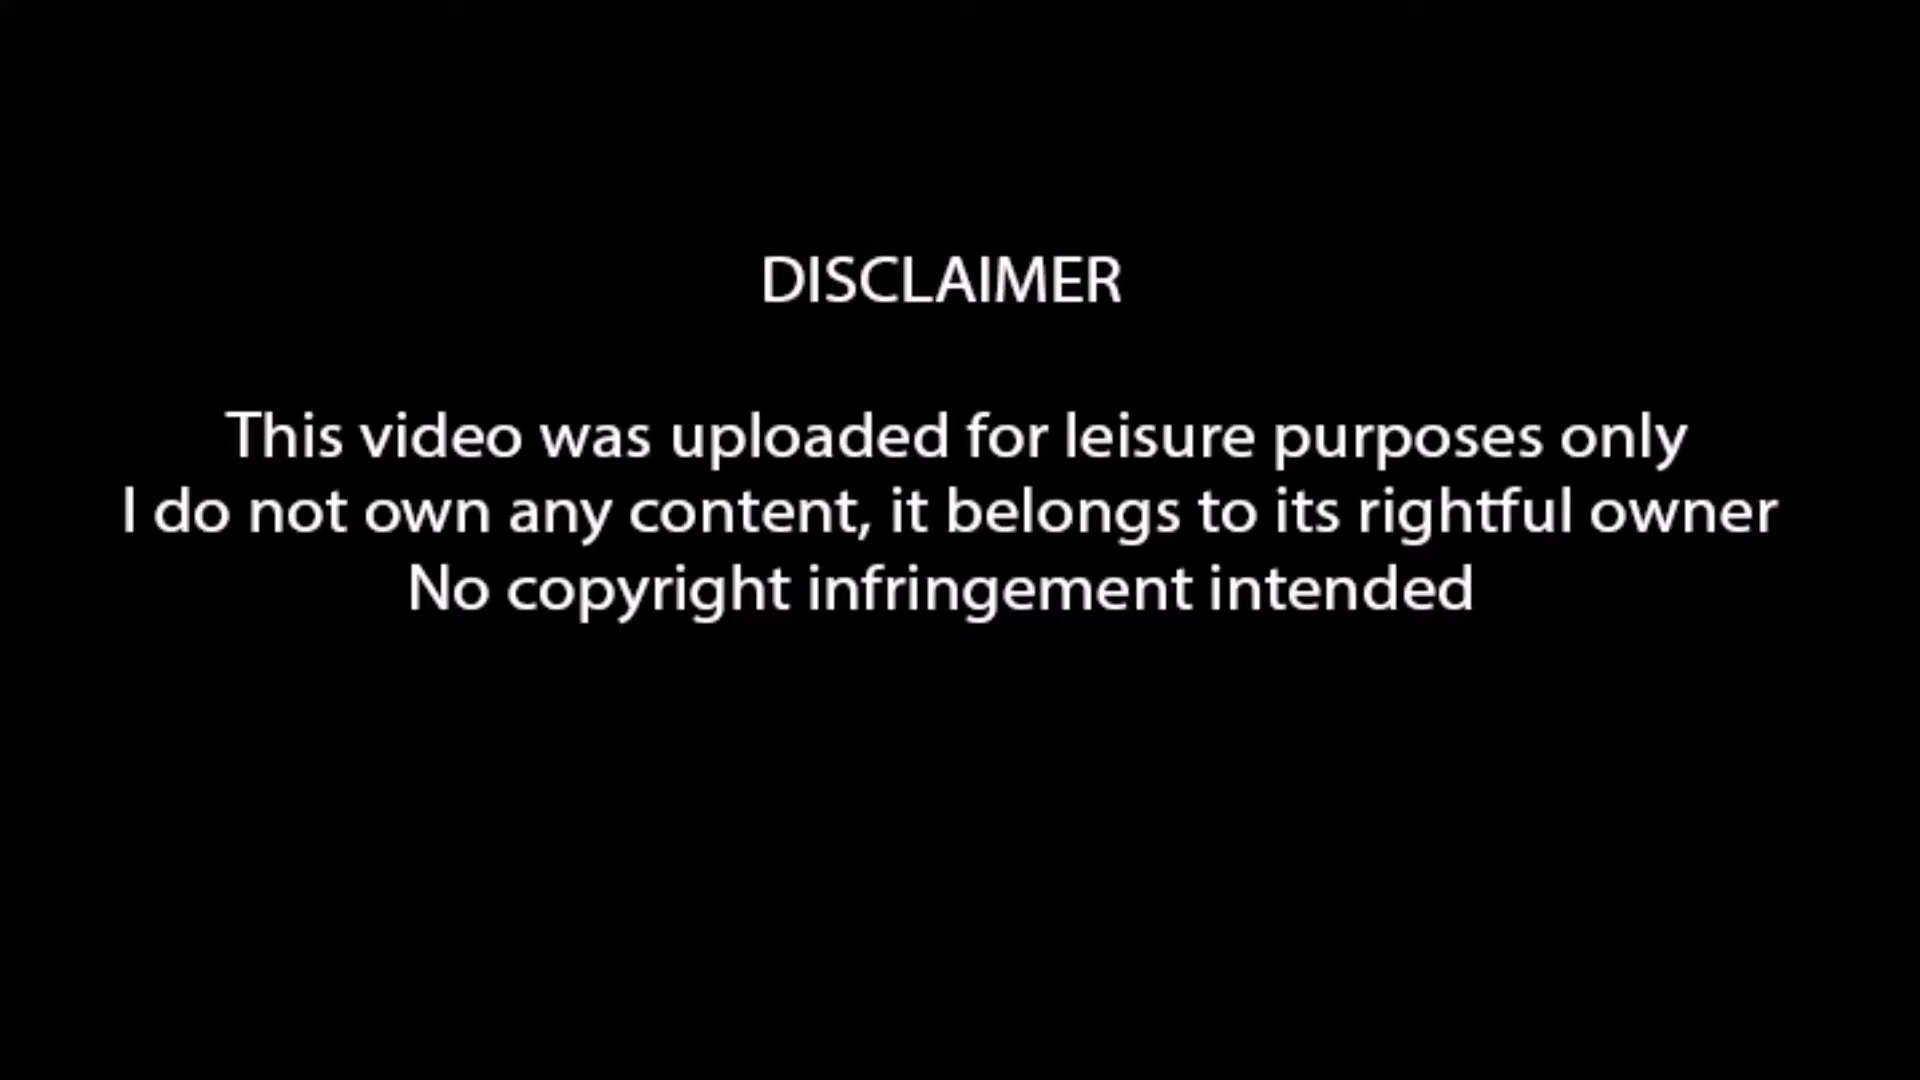 DISCLAIMER
This video was uploaded for leisure purposes only
I do not own any content, it belongs to its rightful owner
No copyright infringement intended